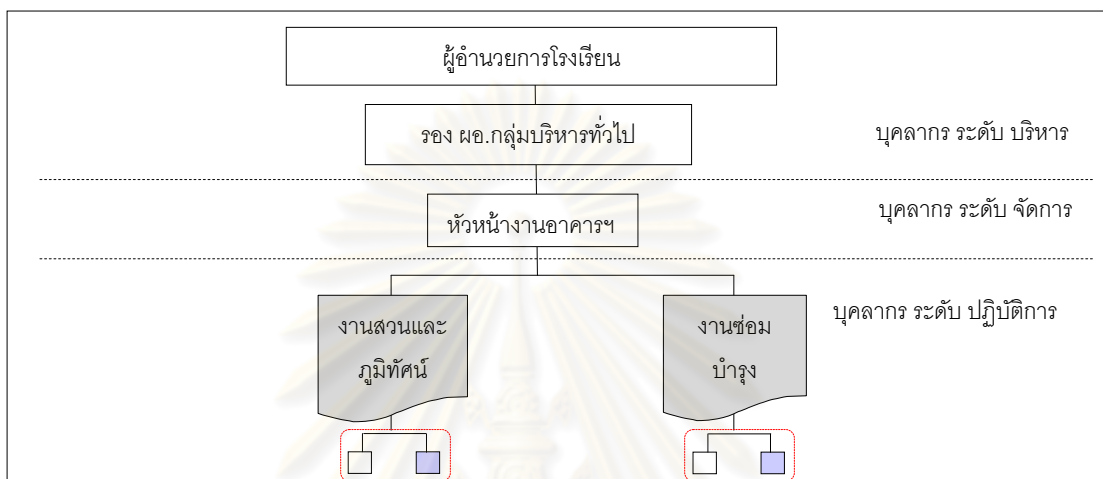 ผู้อำนวยการโรงเรียน
รอง ผอ.กลุ่มบริหารทั่วไป
บุคลากร ระดับ บริหาร
หัวหน้างานอาคารฯ
บุคลากร ระดับ จัดการ
บุคลากร ระดับ ปฏิบัติการ
งานสวนและ
ภูมิทัศน์
งานซ่อม
บำรุง